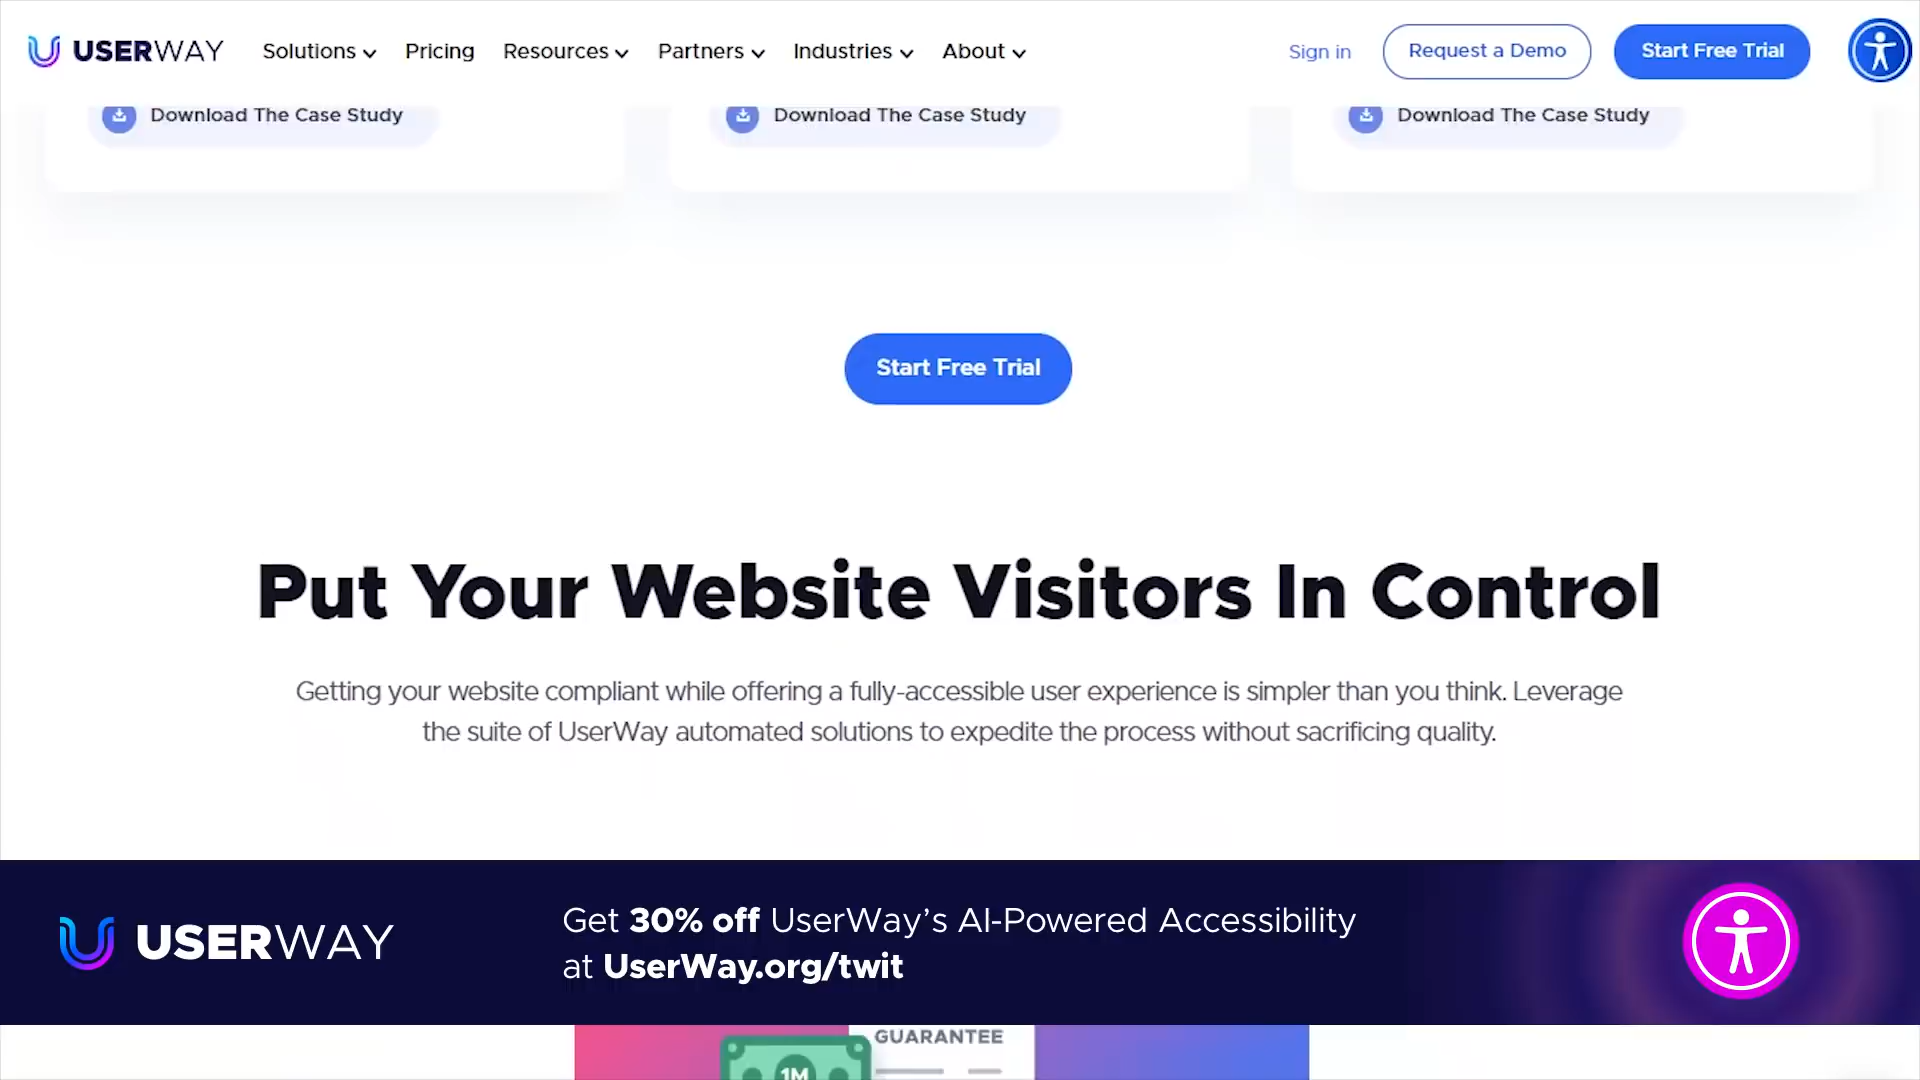 USERWAY Solutions Pricing Resources Partners Industries About Sign in Request a Demo Start Free Trial
Download The Case Study Download The Case Study Download The Case Study
Start Free Trial
Put Your Website Visitors In Control
Getting your website compliant while offering a fully-accessible user experience is simpler than you think. Leverage
the suite of UserWay automated solutions to expedite the process without sacrificing quality.
USERWAY
Get 30% off UserWay’s AI-Powered Accessibility
at UserWay.org/twit
GUARANTEE
1M